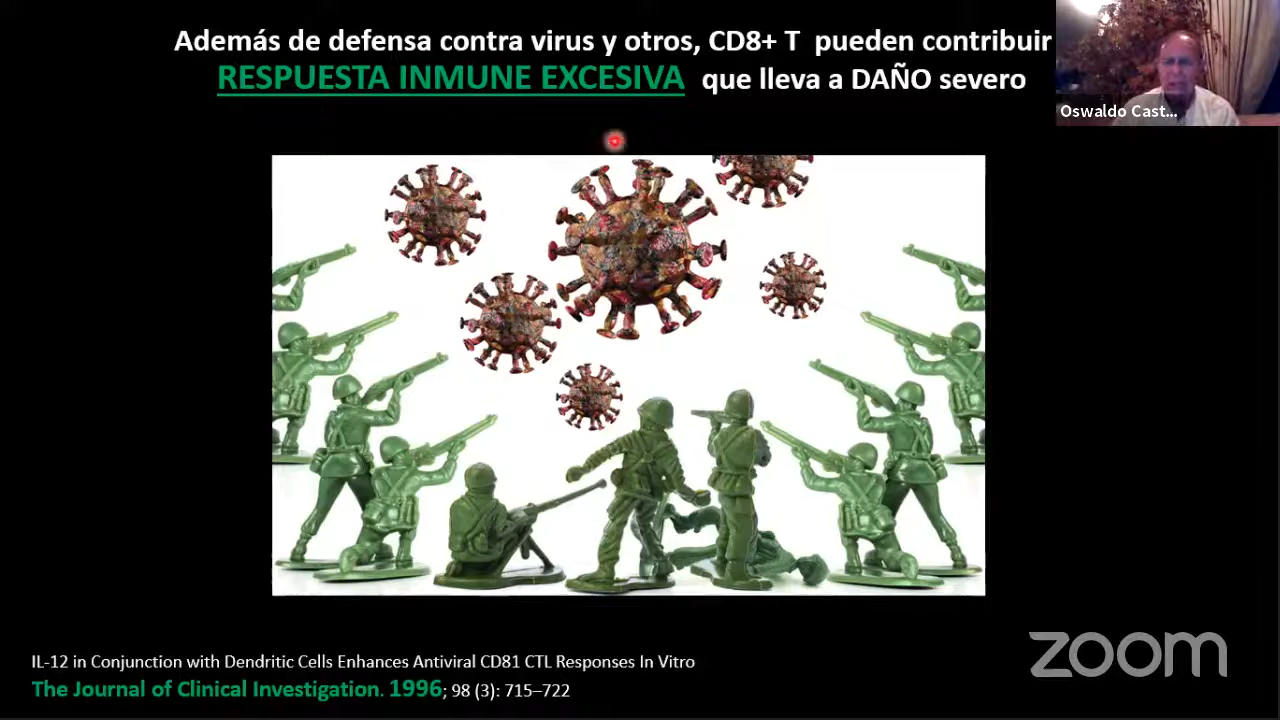 Además de defensa contra virus y otros, CD8+ T pueden contribuir
RESPUESTA INMUNE EXCESIVA que lleva a DAÑO severo
Oswaldo Cast...
IL-12 in Conjunction with Dendritic Cells Enhances Antiviral CD81 CTL Responses In Vitro
The Journal of Clinical Investigation. 1996; 98 (3): 715–722
zoom